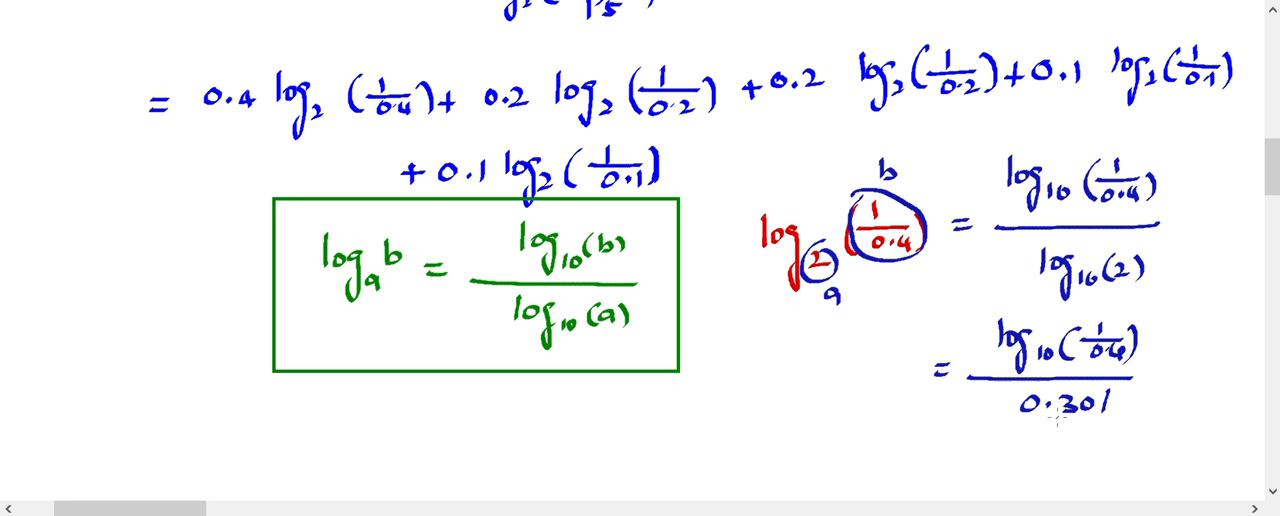 = 0.4 log₂ (1/0.4) + 0.2 log₂ (1/0.2) + 0.2 log₂ (1/0.2) + 0.1 log₂ (1/0.1)
+ 0.1 log₂ (1/0.1)
logₐ b = log₁₀(b) / log₁₀(a)
b
log₂ (1/0.4) = log₁₀ (1/0.4) / log₁₀(2)
a
= log₁₀ (1/0.4) / 0.301